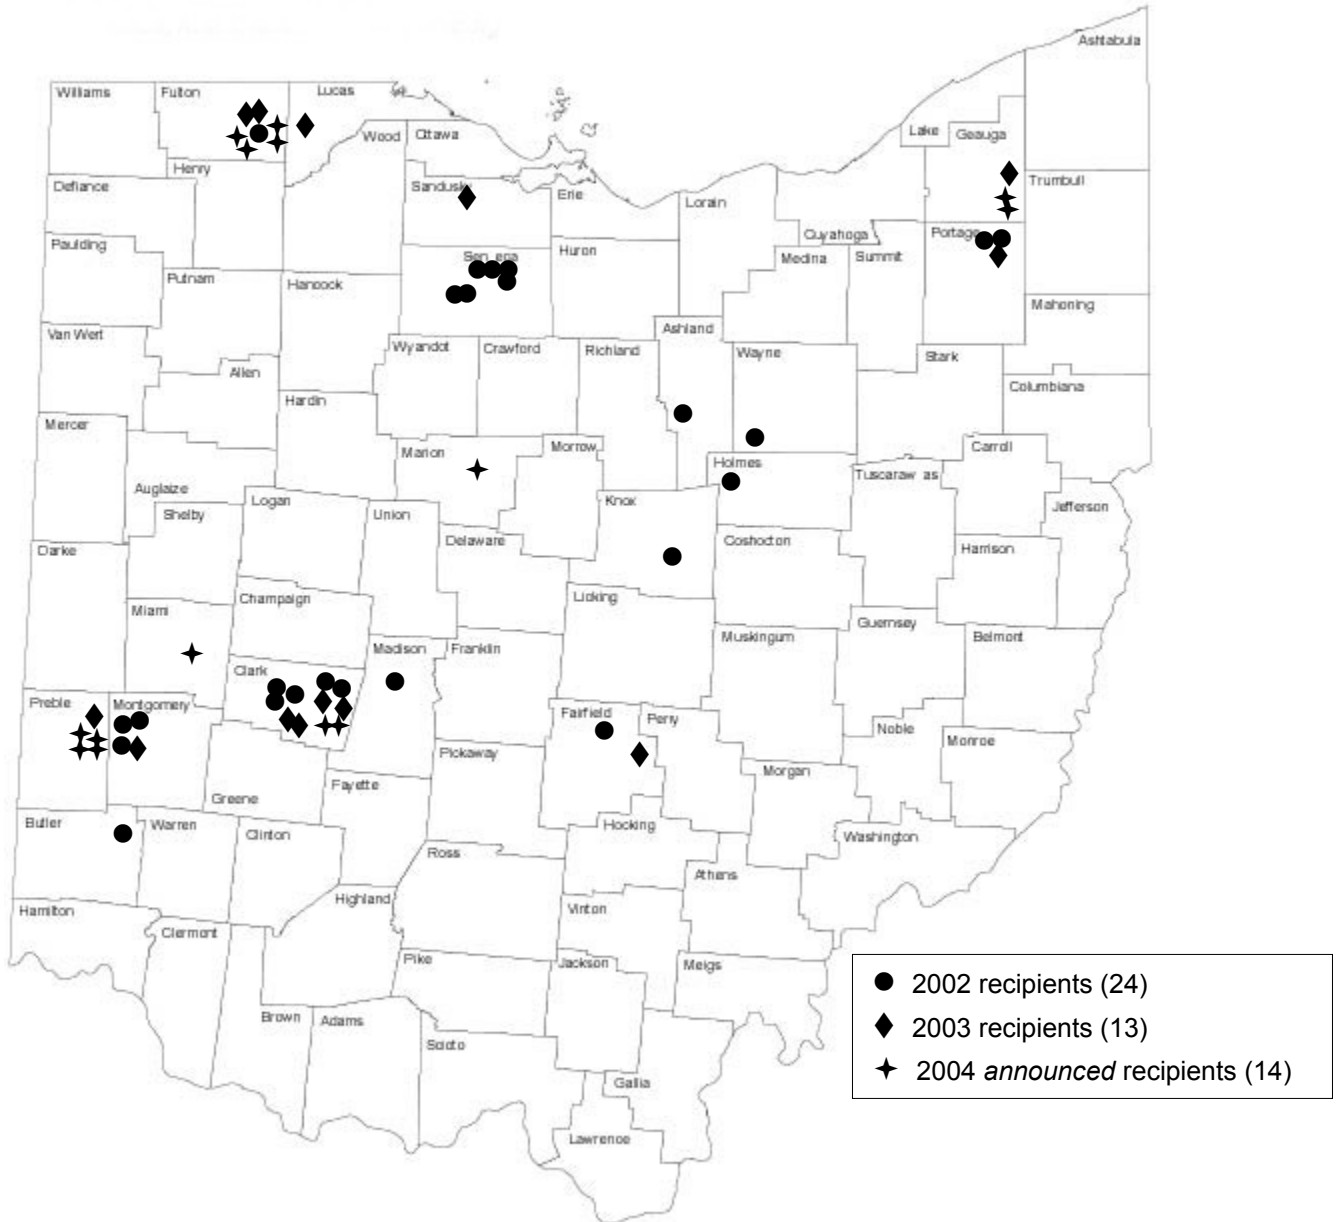 Ashtabula
Williams
Fulton
Lucas
Wood
Ottawa
Lake
Geauga
Henry
Defiance
Sandusky
Erie
Lorain
Trumbull
Paulding
Cuyahoga
Portage
Seneca
Huron
Medina
Summit
Putnam
Hancock
Mahoning
Van Wert
Ashland
Wyandot
Crawford
Richland
Wayne
Stark
Allen
Columbiana
Hardin
Mercer
Marion
Morrow
Carroll
Holmes
Tuscaraw as
Auglaize
Logan
Knox
Jefferson
Shelby
Union
Darke
Delaware
Coshocton
Harrison
Champaign
Licking
Miami
Guernsey
Muskingum
Belmont
Madison
Franklin
Clark
Preble
Montgomery
Fairfield
Perry
Noble
Monroe
Pickaway
Morgan
Fayette
Greene
Butler
Warren
Clinton
Hocking
Washington
Ross
Athens
Highland
Hamilton
Vinton
Clermont
Pike
Jackson
Meigs
2002 recipients (24)
Brown
Adams
2003 recipients (13)
Scioto
2004 announced recipients (14)
Gallia
Lawrence